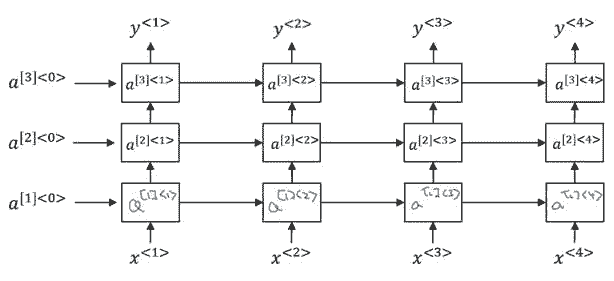 y<1> y<2> y<3> y<4>
a[3]<0> a[3]<1> a[3]<2> a[3]<3> a[3]<4>
a[2]<0> a[2]<1> a[2]<2> a[2]<3> a[2]<4>
a[1]<0> a[1]<1> a[1]<2> a[1]<3> a[1]<4>
x<1> x<2> x<3> x<4>